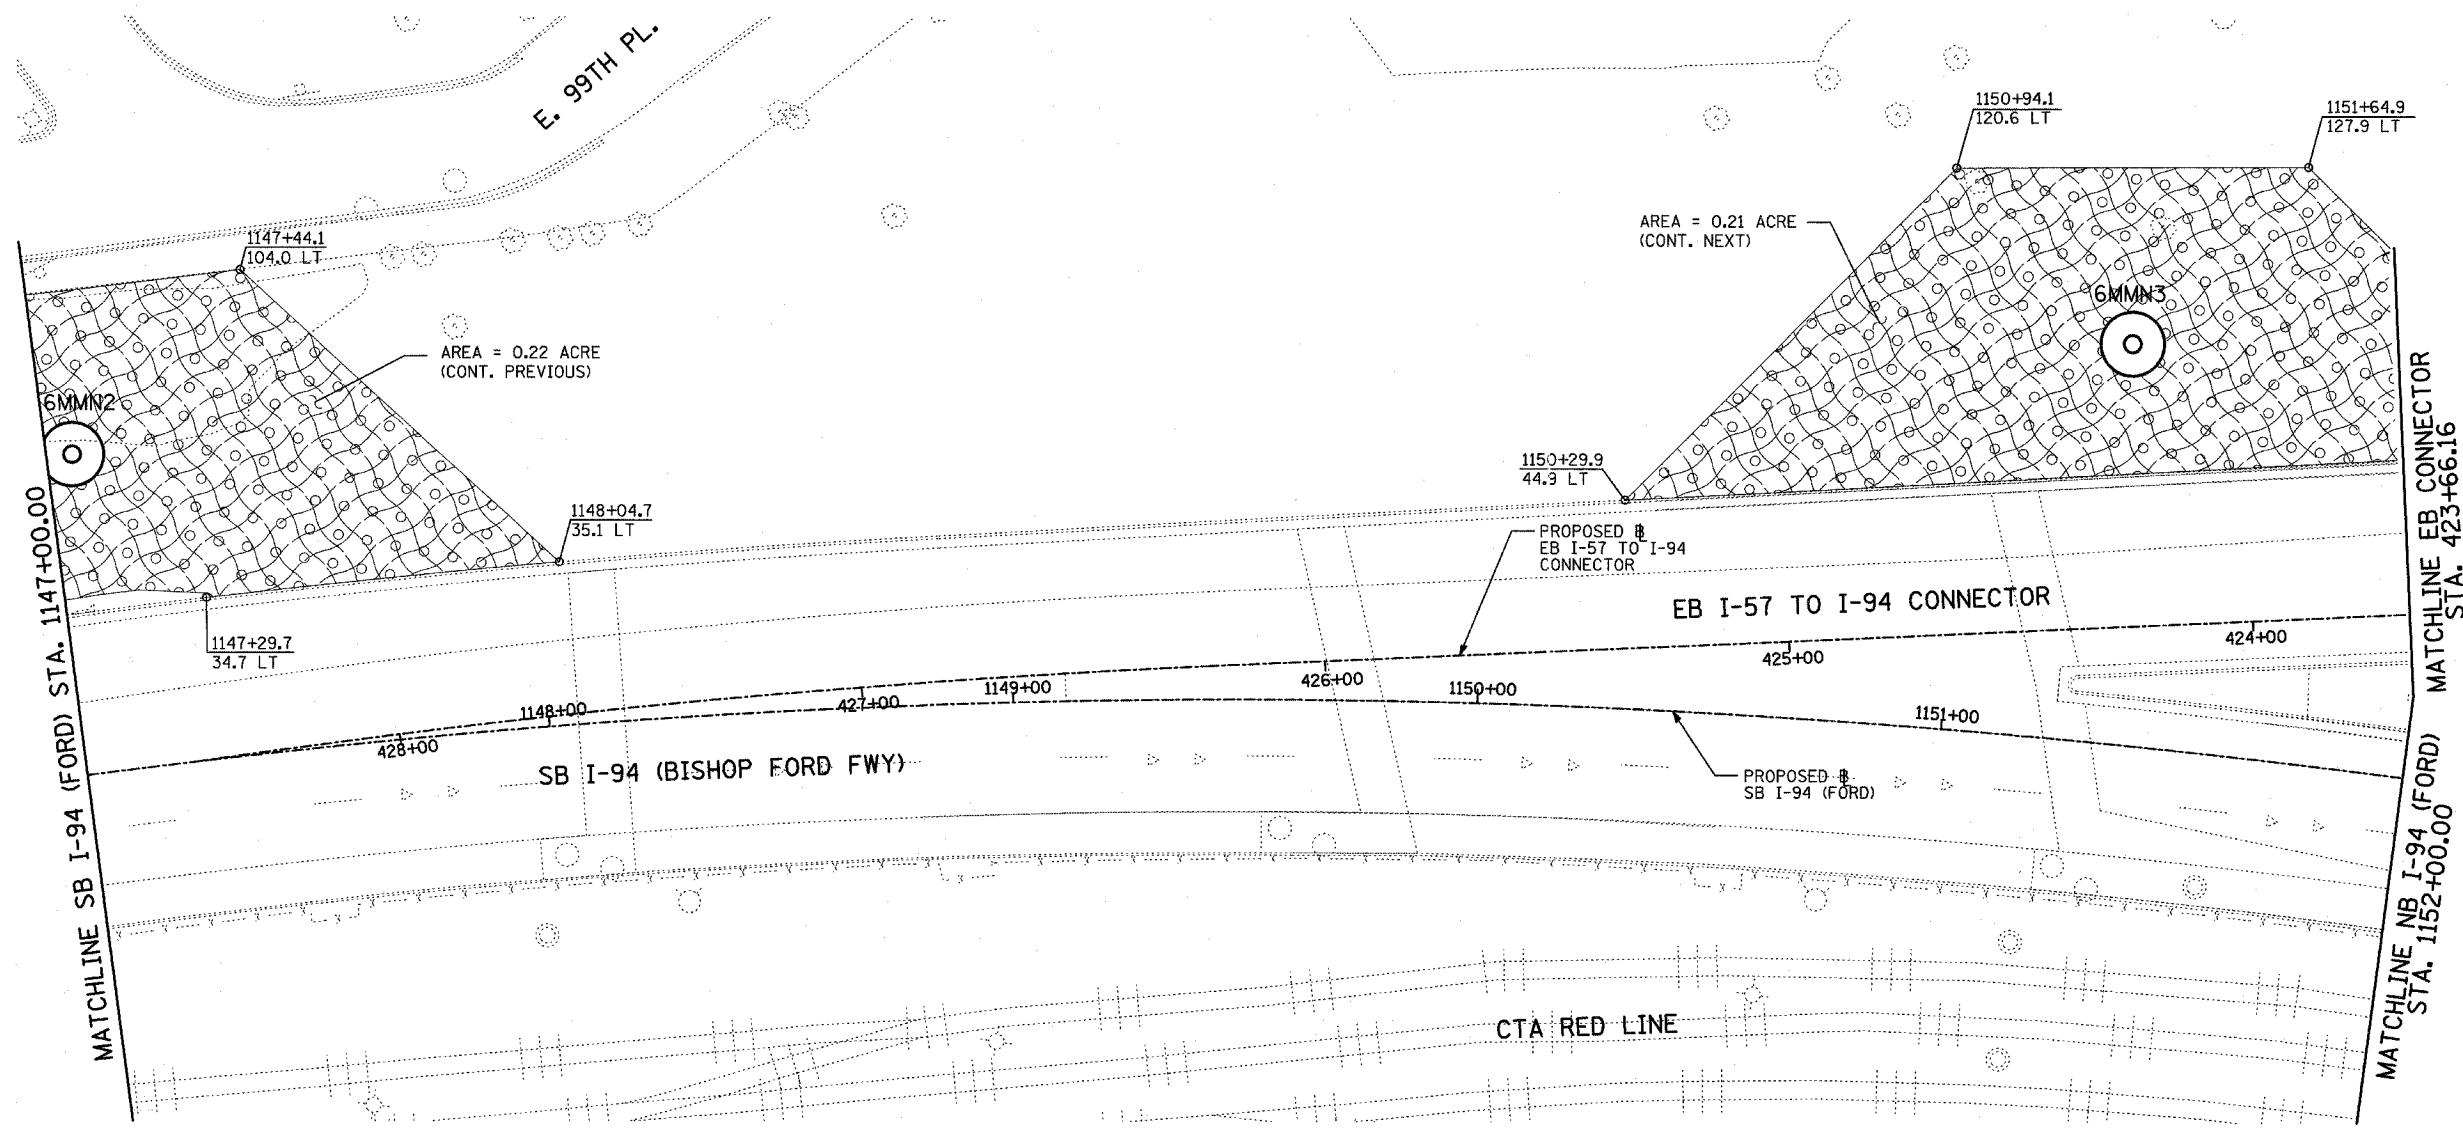 E. 99TH PL.
1147+44.1
104.0 LT
AREA = 0.22 ACRE
(CONT. PREVIOUS)
6MMN2
1148+04.7
35.1 LT
1147+29.7
34.7 LT
MATCHLINE SB I-94 (FORD) STA. 1147+00.00
1150+94.1
120.6 LT
1151+64.9
127.9 LT
AREA = 0.21 ACRE
(CONT. NEXT)
6MMN3
1150+29.9
44.9 LT
PROPOSED ℄
EB I-57 TO I-94
CONNECTOR
EB I-57 TO I-94 CONNECTOR
428+00
1148+00
427+00
1149+00
426+00
1150+00
425+00
1151+00
424+00
SB I-94 (BISHOP FORD FWY)
PROPOSED ℄
SB I-94 (FORD)
CTA RED LINE
MATCHLINE EB CONNECTOR
STA. 423+66.16
MATCHLINE NB I-94 (FORD)
STA. 1152+00.00